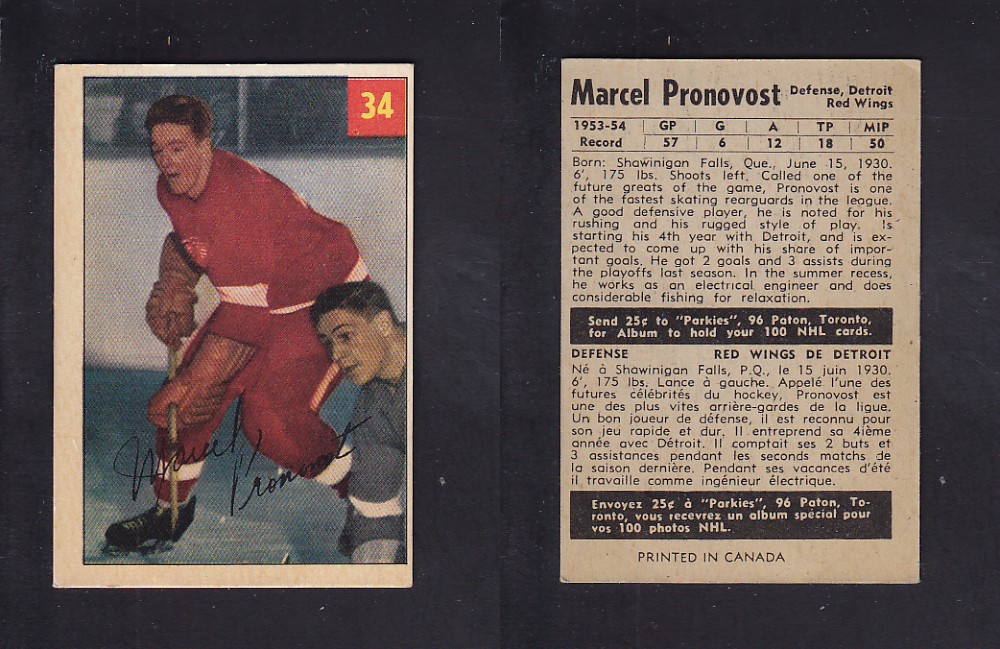 34
Marcel
Pronovost
Marcel Pronovost Defense, Detroit
Red Wings
1953-54 GP G A TP MIP
Record 57 6 12 18 50
Born: Shawinigan Falls, Que., June 15, 1930.
6', 175 lbs. Shoots left. Called one of the
future greats of the game, Pronovost is one
of the fastest skating rearguards in the league.
A good defensive player, he is noted for his
rushing and his rugged style of play. Is
starting his 4th year with Detroit, and is ex-
pected to come up with his share of impor-
tant goals. He got 2 goals and 3 assists during
the playoffs last season. In the summer recess,
he works as an electrical engineer and does
considerable fishing for relaxation.
Send 25¢ to "Parkies", 96 Paton, Toronto,
for Album to hold your 100 NHL cards.
DEFENSE RED WINGS DE DETROIT
Né à Shawinigan Falls, P.Q., le 15 juin 1930.
6', 175 lbs. Lance à gauche. Appelé l'une des
futures célébrités du hockey, Pronovost est
une des plus vites arrière-gardes de la ligue.
Un bon joueur de défense, il est reconnu pour
son jeu rapide et dur. Il entreprend sa 4ième
année avec Détroit. Il comptait ses 2 buts et
3 assistances pendant les seconds matchs de
la saison dernière. Pendant ses vacances d'été
il travaille comme ingénieur électrique.
Envoyez 25¢ à "Parkies", 96 Paton, To-
ronto, vous recevrez un album spécial pour
vos 100 photos NHL.
PRINTED IN CANADA